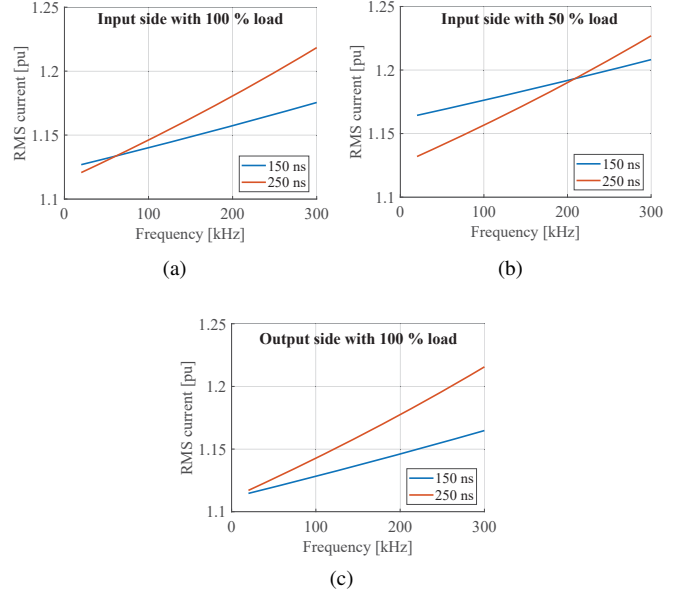 Input side with 100 % load
RMS current [pu]
1.25
1.2
1.15
1.1
0
100
200
300
Frequency [kHz]
150 ns
250 ns
(a)
Input side with 50 % load
RMS current [pu]
1.25
1.2
1.15
1.1
0
100
200
300
Frequency [kHz]
150 ns
250 ns
(b)
Output side with 100 % load
RMS current [pu]
1.25
1.2
1.15
1.1
0
100
200
300
Frequency [kHz]
150 ns
250 ns
(c)